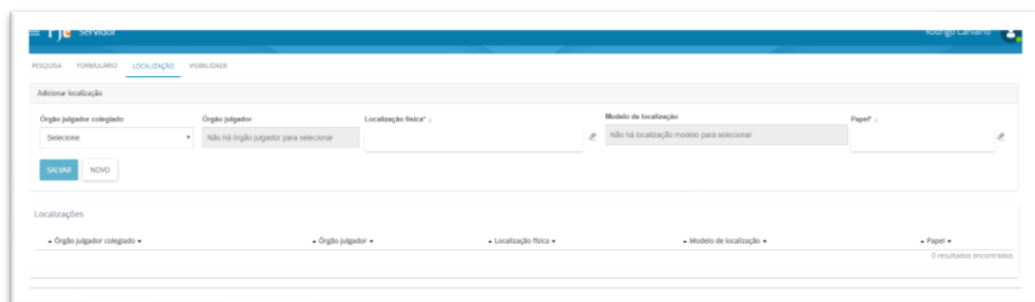 PJe Servidor Rodrigo Carvalho
PESQUISA FORMULÁRIO LOCALIZAÇÃO VISIBILIDADE
Adicionar localização
Órgão julgador colegiado Órgão julgador Localização física* Modelo de localização Papel*
Selecione Não há órgão julgador para selecionar Não há localização modelo para selecionar
SALVAR NOVO
Localizações
Órgão julgador colegiado Órgão julgador Localização física Modelo de localização Papel
0 resultados encontrados